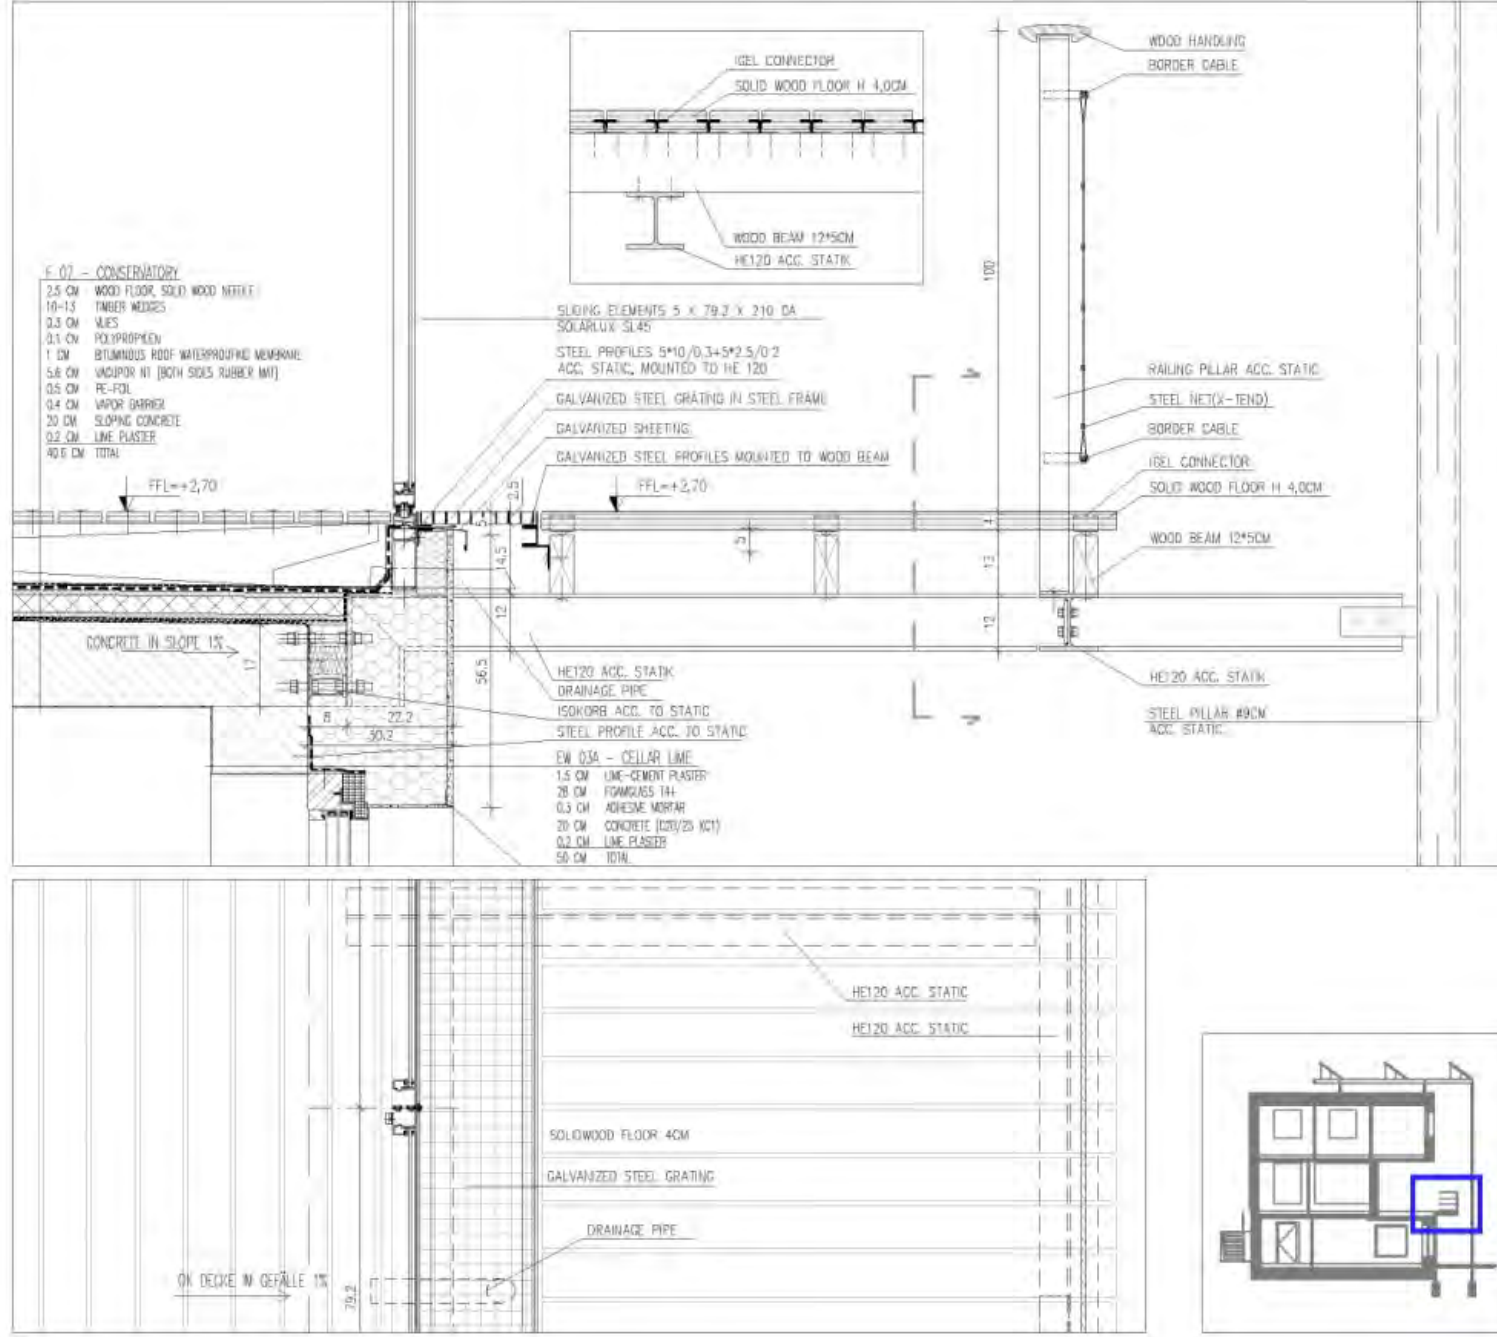 IGEL CONNECTOR
SOLID WOOD FLOOR H 4,0CM
WOOD BEAM 12*5CM
HE120 ACC. STATIK
WOOD HANDLING
BORDER CABLE
100
F 02 - CONSERVATORY
2.5 CM WOOD FLOOR, SOLID WOOD NEEDLE
10-13 TIMBER WEDGES
0.3 CM VLIES
0.1 CM POLYPROPYLEN
1 CM BITUMINOUS ROOF WATERPROOFING MEMBRANE
5.6 CM VACUPOR NT (BOTH SIDES RUBBER MAT)
0.5 CM PE-FOIL
0.4 CM VAPOR BARRIER
20 CM SLOPING CONCRETE
0.2 CM LIME PLASTER
40.6 CM TOTAL
FFL=+2,70
SLIDING ELEMENTS 5 X 79.2 X 210 DA
SOLARLUX SL45
STEEL PROFILES 5*10/0.3+5*2.5/0.2
ACC. STATIC, MOUNTED TO HE 120
GALVANIZED STEEL GRATING IN STEEL FRAME
GALVANIZED SHEETING
GALVANIZED STEEL PROFILES MOUNTED TO WOOD BEAM
FFL=+2,70
RAILING PILLAR ACC. STATIC
STEEL NET(X-TEND)
BORDER CABLE
IGEL CONNECTOR
SOLID WOOD FLOOR H 4,0CM
WOOD BEAM 12*5CM
5
2.5
14.5
12
56.5
5
4
13
12
CONCRETE IN SLOPE 1%
17
8
22.2
50.2
HE120 ACC. STATIK
DRAINAGE PIPE
ISOKORB ACC. TO STATIC
STEEL PROFILE ACC. TO STATIC
HE120 ACC. STATIK
STEEL PILLAR #9CM
ACC. STATIC
EW 03A - CELLAR LIME
1.5 CM LIME-CEMENT PLASTER
28 CM FOAMGLASS T4+
0.3 CM ADHESIVE MORTAR
20 CM CONCRETE (C20/25 XC1)
0.2 CM LIME PLASTER
50 CM TOTAL
HE120 ACC. STATIC
HE120 ACC. STATIC
SOLIDWOOD FLOOR 4CM
GALVANIZED STEEL GRATING
DRAINAGE PIPE
OK DECKE IN GEFÄLLE 1%
79.2